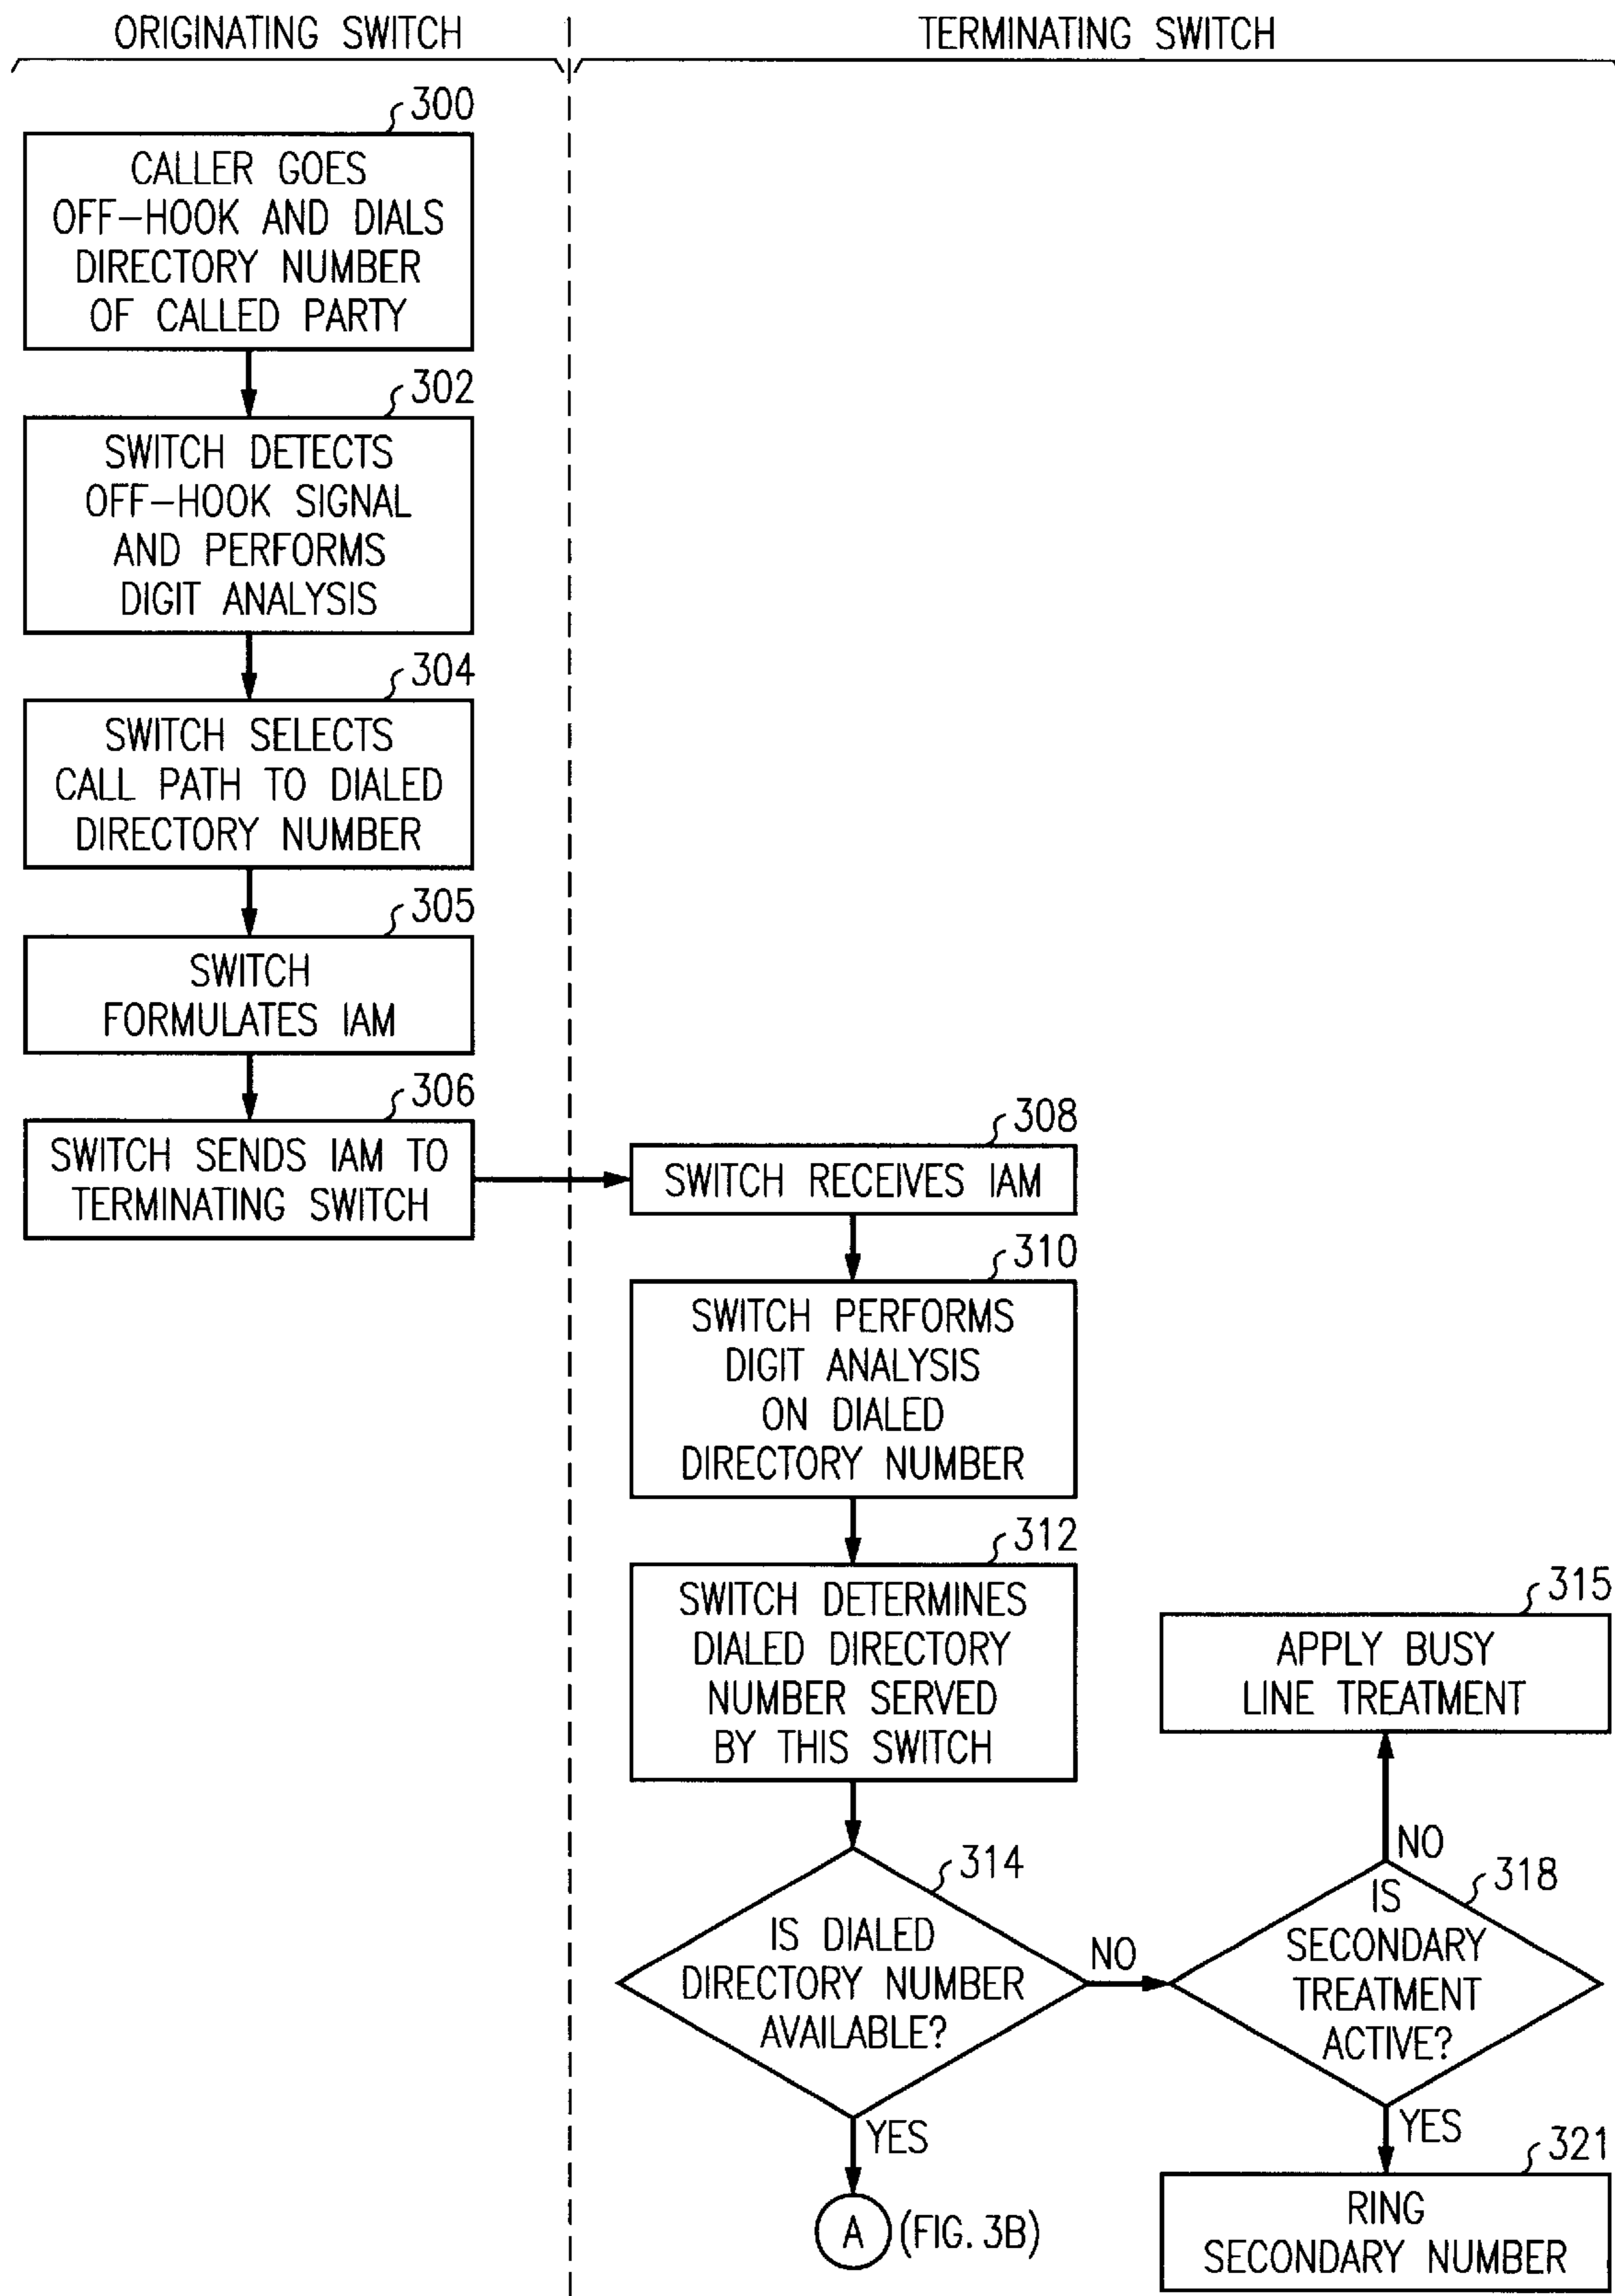 ORIGINATING SWITCH
TERMINATING SWITCH
300
CALLER GOES
OFF-HOOK AND DIALS
DIRECTORY NUMBER
OF CALLED PARTY
302
SWITCH DETECTS
OFF-HOOK SIGNAL
AND PERFORMS
DIGIT ANALYSIS
304
SWITCH SELECTS
CALL PATH TO DIALED
DIRECTORY NUMBER
305
SWITCH
FORMULATES IAM
306
SWITCH SENDS IAM TO
TERMINATING SWITCH
308
SWITCH RECEIVES IAM
310
SWITCH PERFORMS
DIGIT ANALYSIS
ON DIALED
DIRECTORY NUMBER
312
SWITCH DETERMINES
DIALED DIRECTORY
NUMBER SERVED
BY THIS SWITCH
314
IS DIALED
DIRECTORY NUMBER
AVAILABLE?
NO
YES
A (FIG. 3B)
315
APPLY BUSY
LINE TREATMENT
NO
318
IS
SECONDARY
TREATMENT
ACTIVE?
YES
321
RING
SECONDARY NUMBER